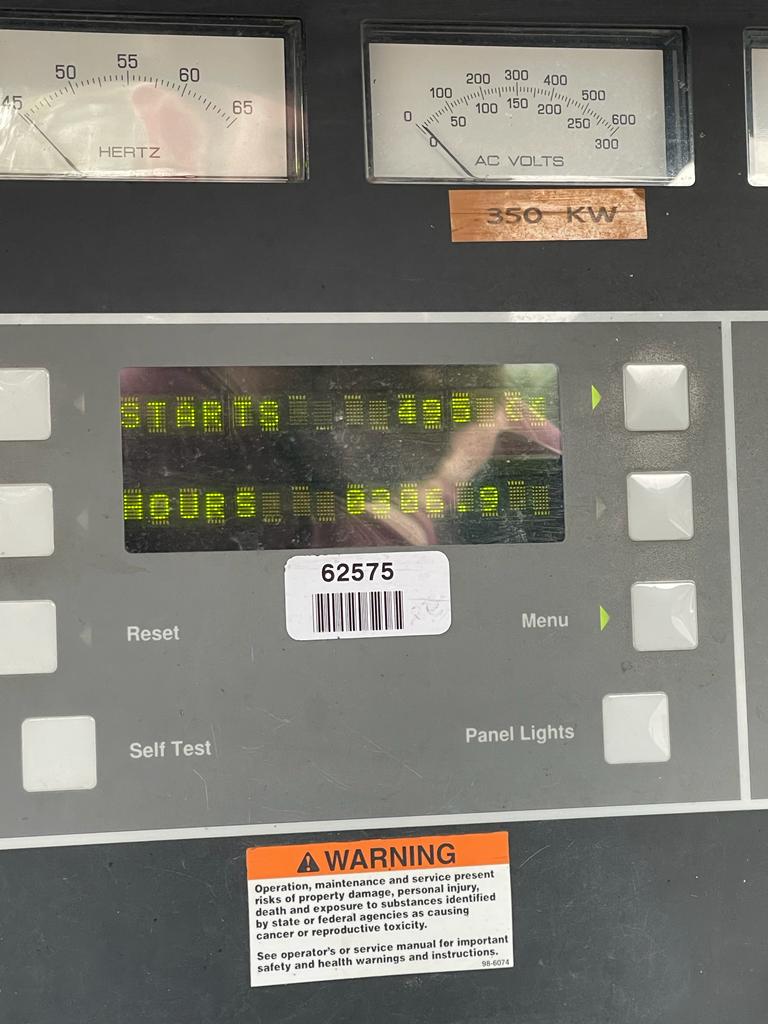 45 50 55 60 65
HERTZ
0 100 200 300 400 500 600
0 50 100 150 200 250 300
AC VOLTS
350 KW
STARTS 495
HOURS
62575
Reset
Menu
Self Test
Panel Lights
WARNING
Operation, maintenance and service present
risks of property damage, personal injury,
death and exposure to substances identified
by state or federal agencies as causing
cancer or reproductive toxicity.
See operator's or service manual for important
safety and health warnings and instructions.
98-6074